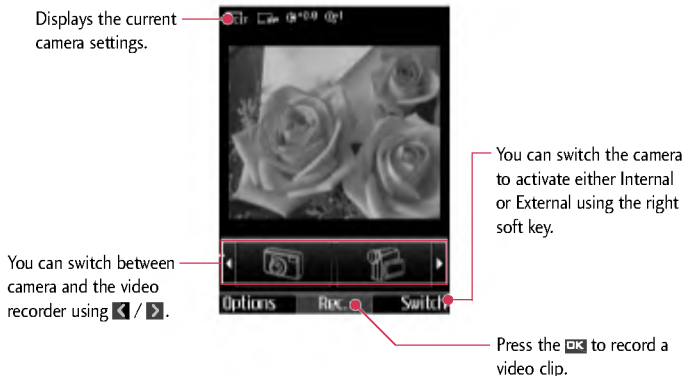 Displays the current
camera settings.
You can switch the camera
to activate either Internal
or External using the right
soft key.
You can switch between
camera and the video
recorder using < / > .
Options Rec. Switch
Press the OK to record a
video clip.